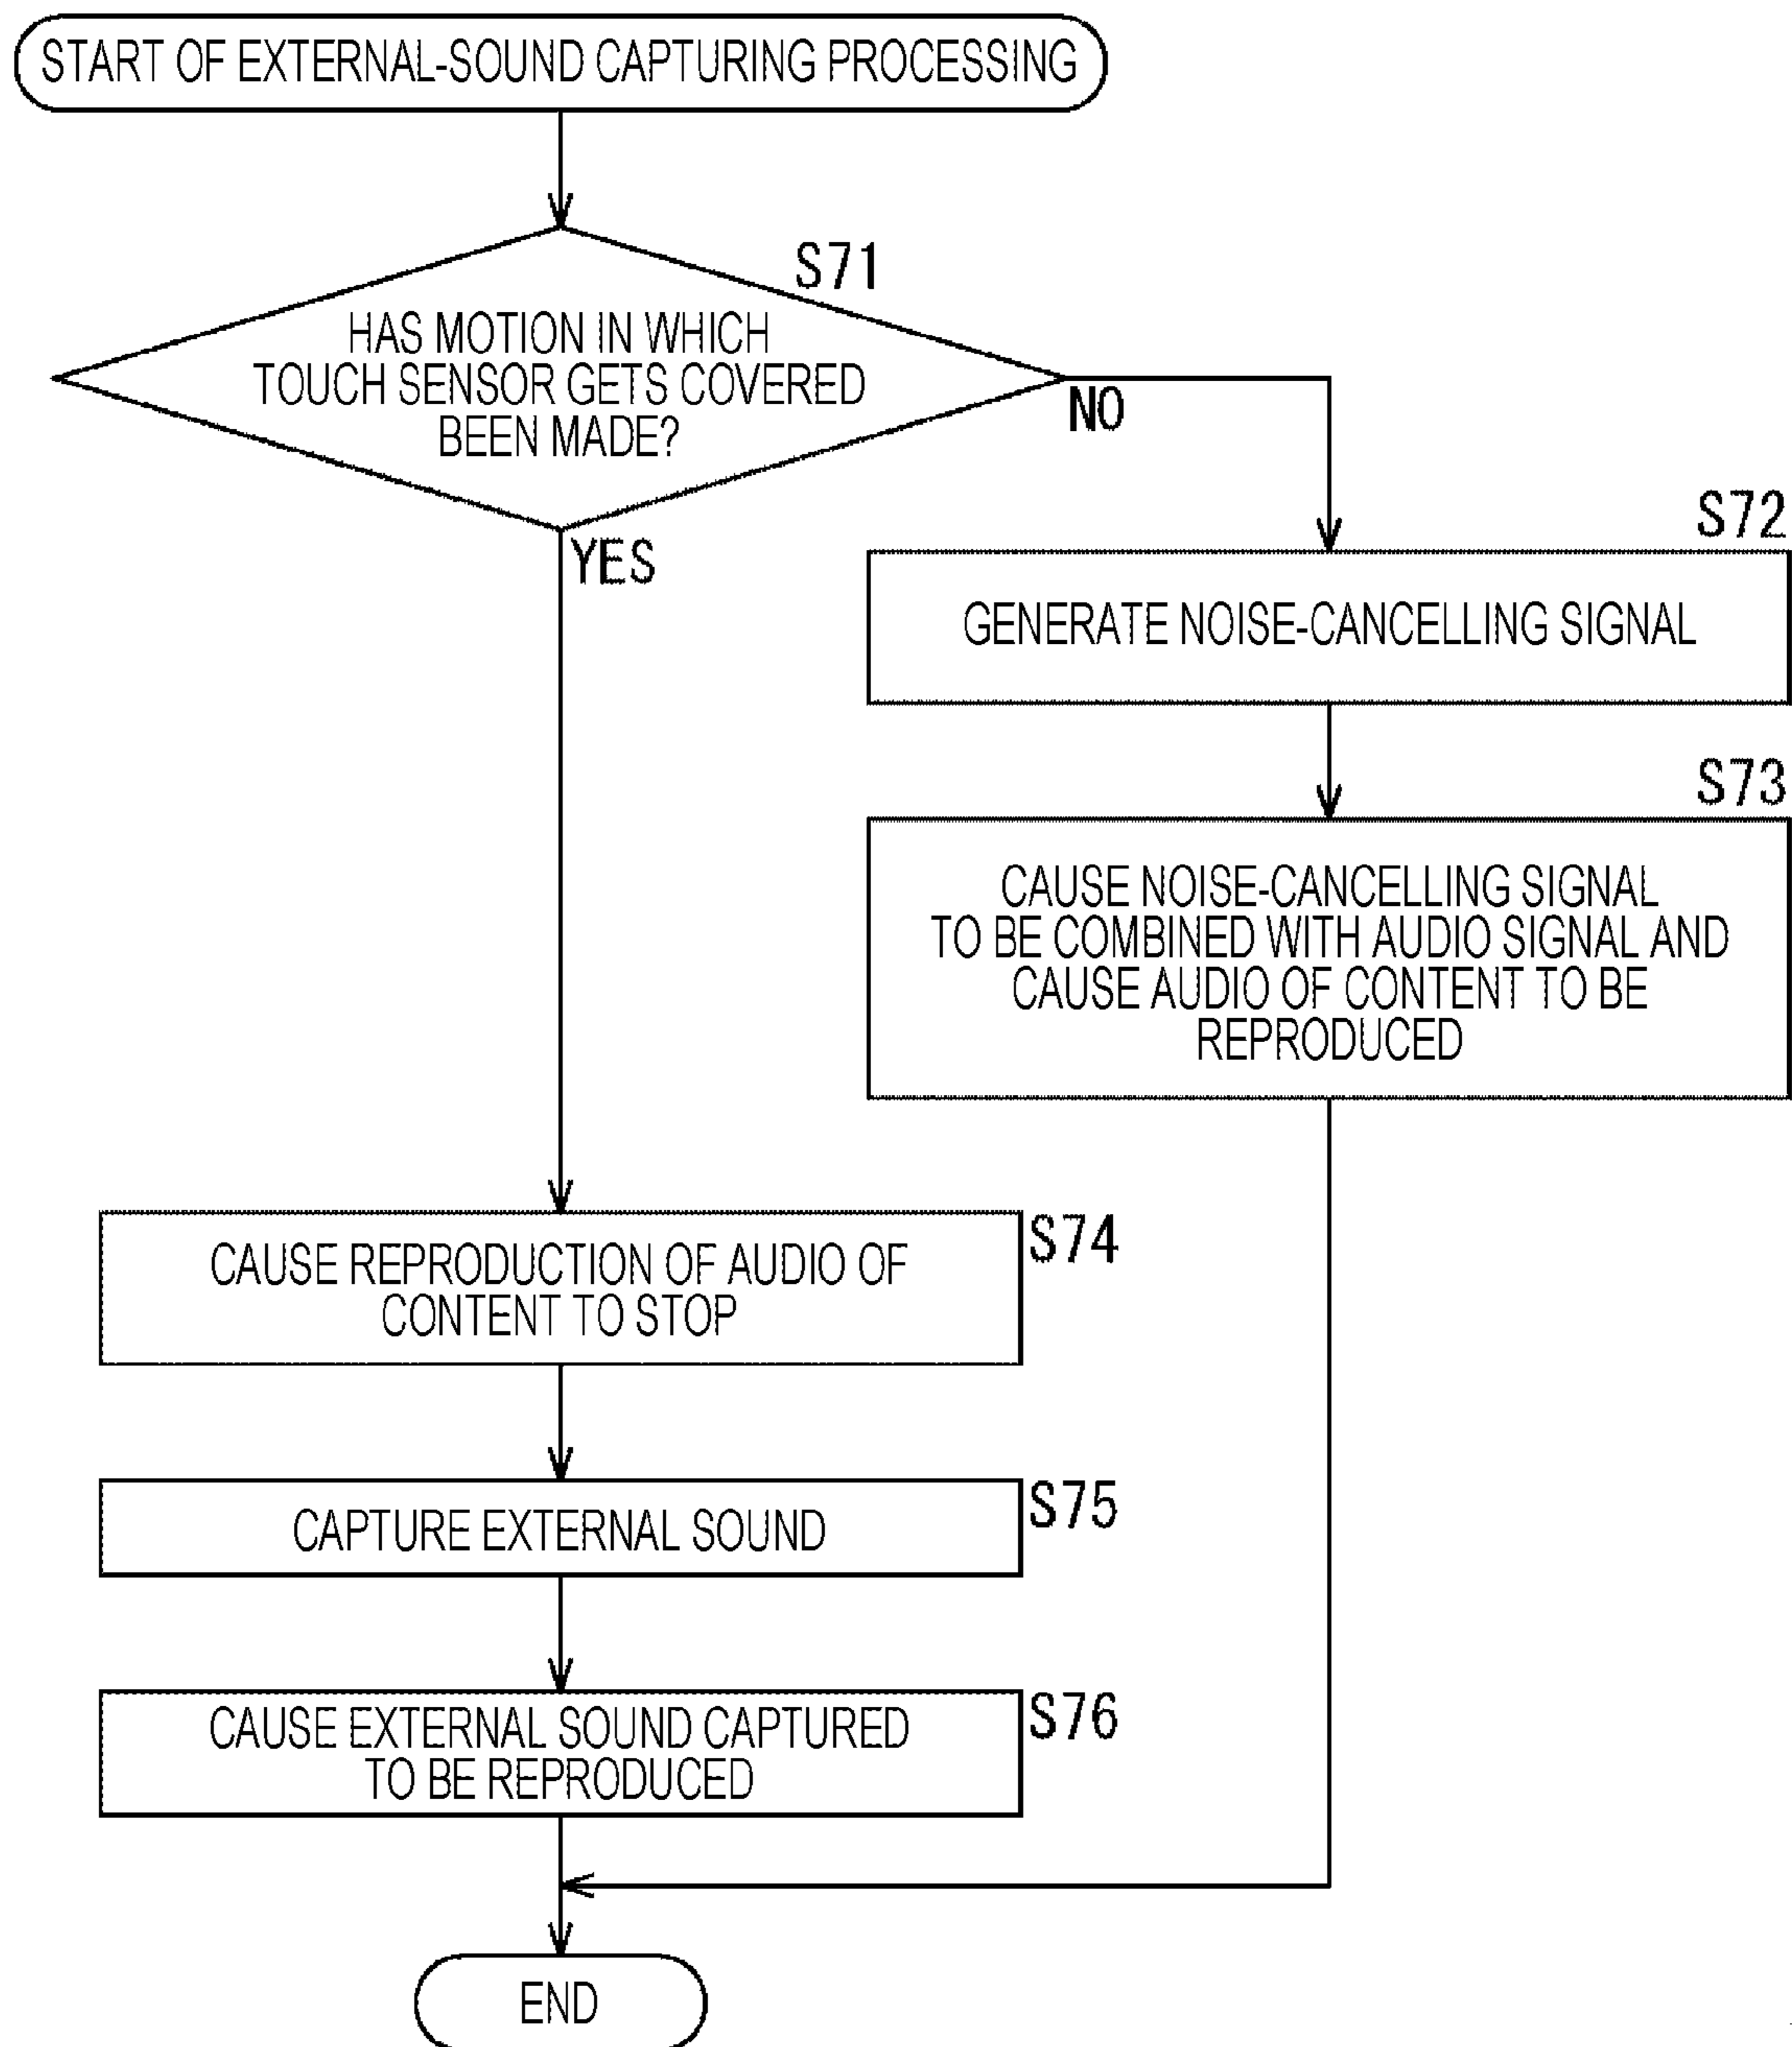 START OF EXTERNAL-SOUND CAPTURING PROCESSING
S71
HAS MOTION IN WHICH
TOUCH SENSOR GETS COVERED
BEEN MADE?
NO
YES
S72
GENERATE NOISE-CANCELLING SIGNAL
S73
CAUSE NOISE-CANCELLING SIGNAL
TO BE COMBINED WITH AUDIO SIGNAL AND
CAUSE AUDIO OF CONTENT TO BE
REPRODUCED
S74
CAUSE REPRODUCTION OF AUDIO OF
CONTENT TO STOP
S75
CAPTURE EXTERNAL SOUND
S76
CAUSE EXTERNAL SOUND CAPTURED
TO BE REPRODUCED
END